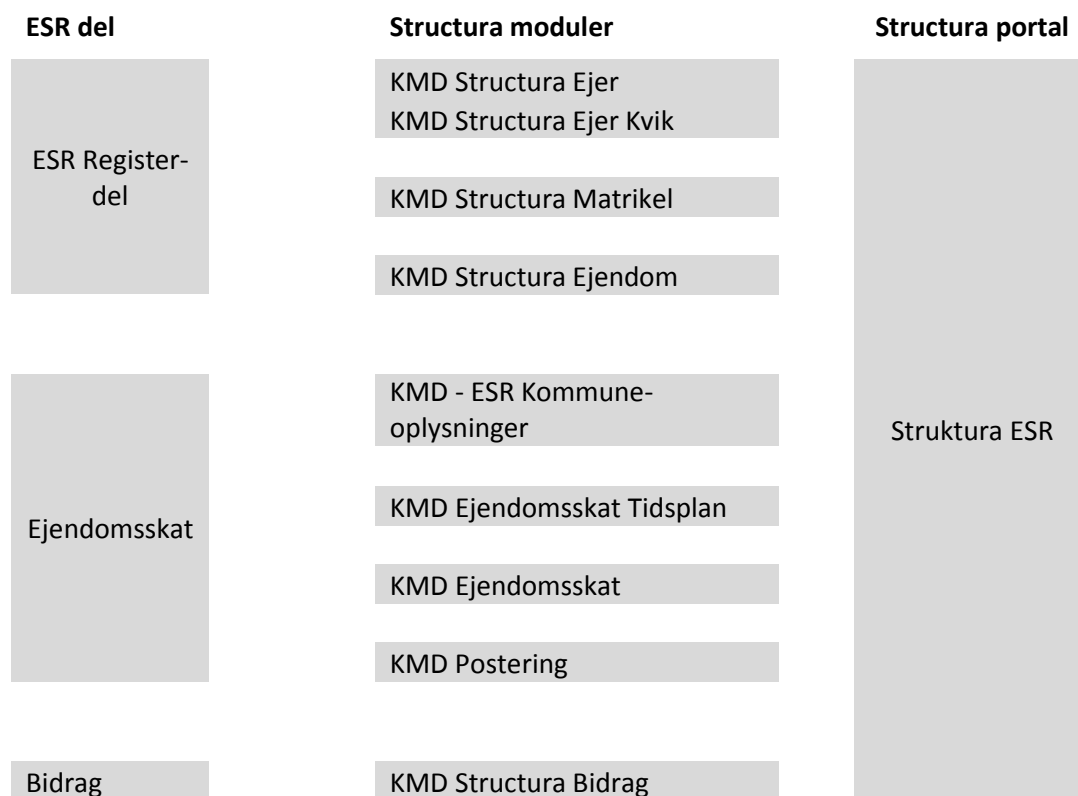 ESR del
Structura moduler
Structura portal
ESR Register-
del
KMD Structura Ejer
KMD Structura Ejer Kvik
KMD Structura Matrikel
KMD Structura Ejendom
Ejendomsskat
KMD - ESR Kommune-
oplysninger
KMD Ejendomsskat Tidsplan
KMD Ejendomsskat
KMD Postering
Struktura ESR
Bidrag
KMD Structura Bidrag